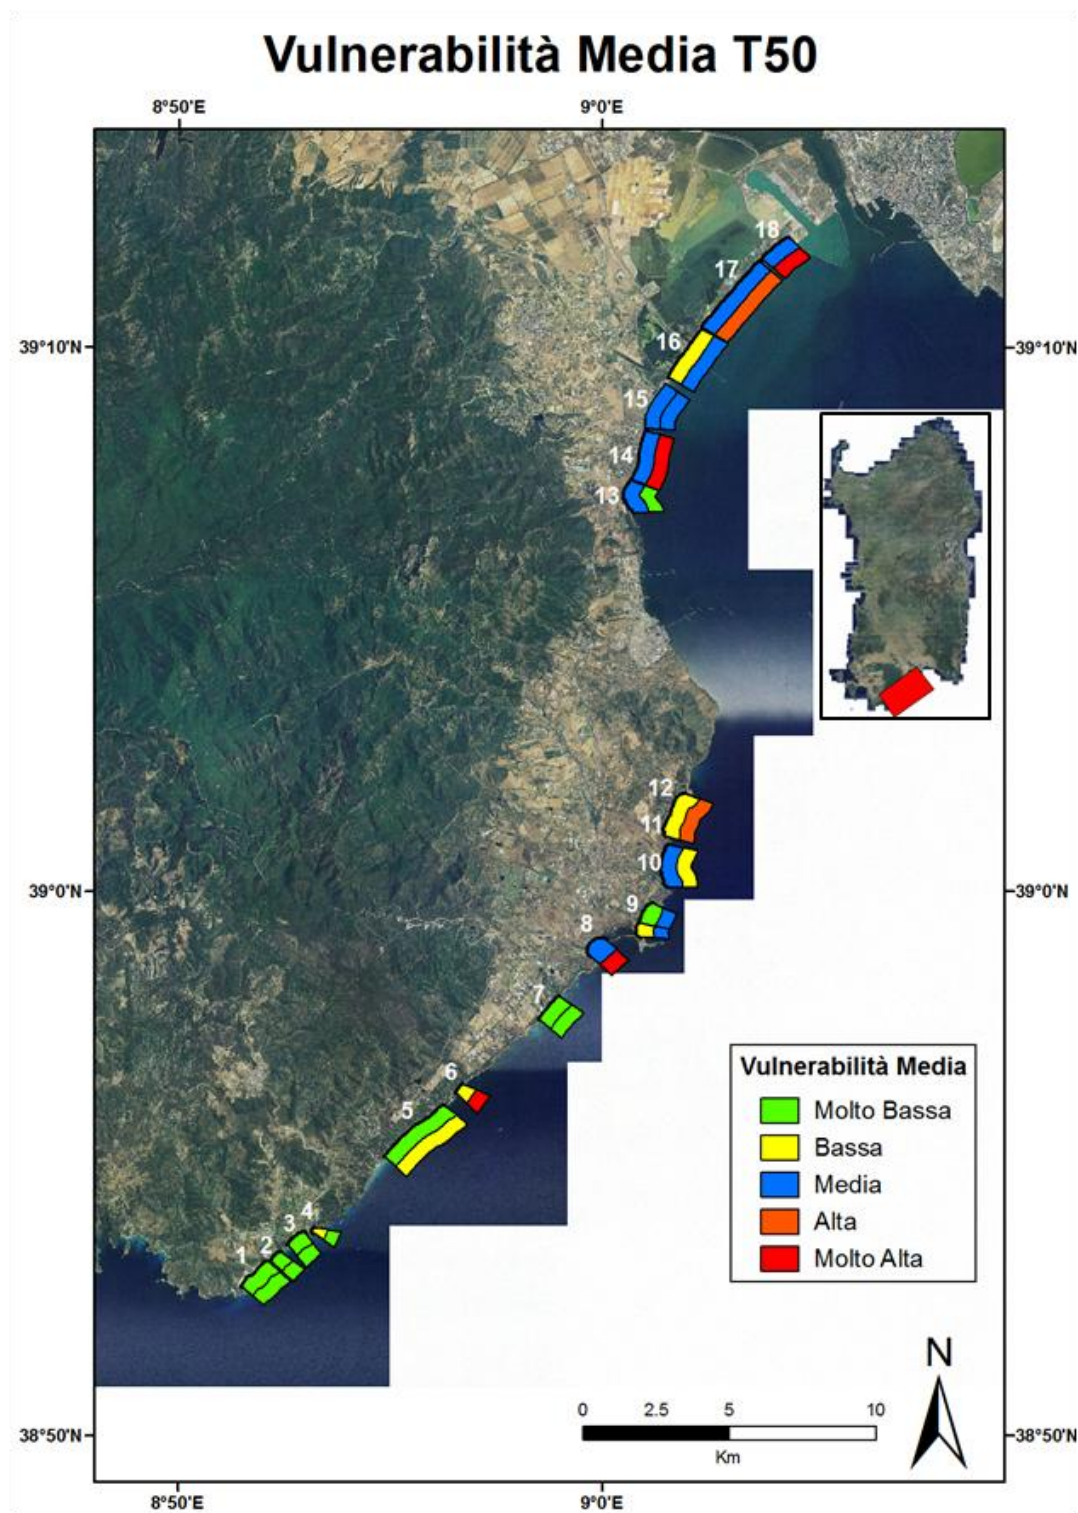 Vulnerabilità Media T50
8°50'E
9°0'E
18
17
39°10'N
16
39°10'N
15
14
13
12
11
10
39°0'N
39°0'N
9
8
7
6
5
4
3
2
1
Vulnerabilità Media
Molto Bassa
Bassa
Media
Alta
Molto Alta
N
0 2.5 5 10
Km
38°50'N
38°50'N
8°50'E
9°0'E